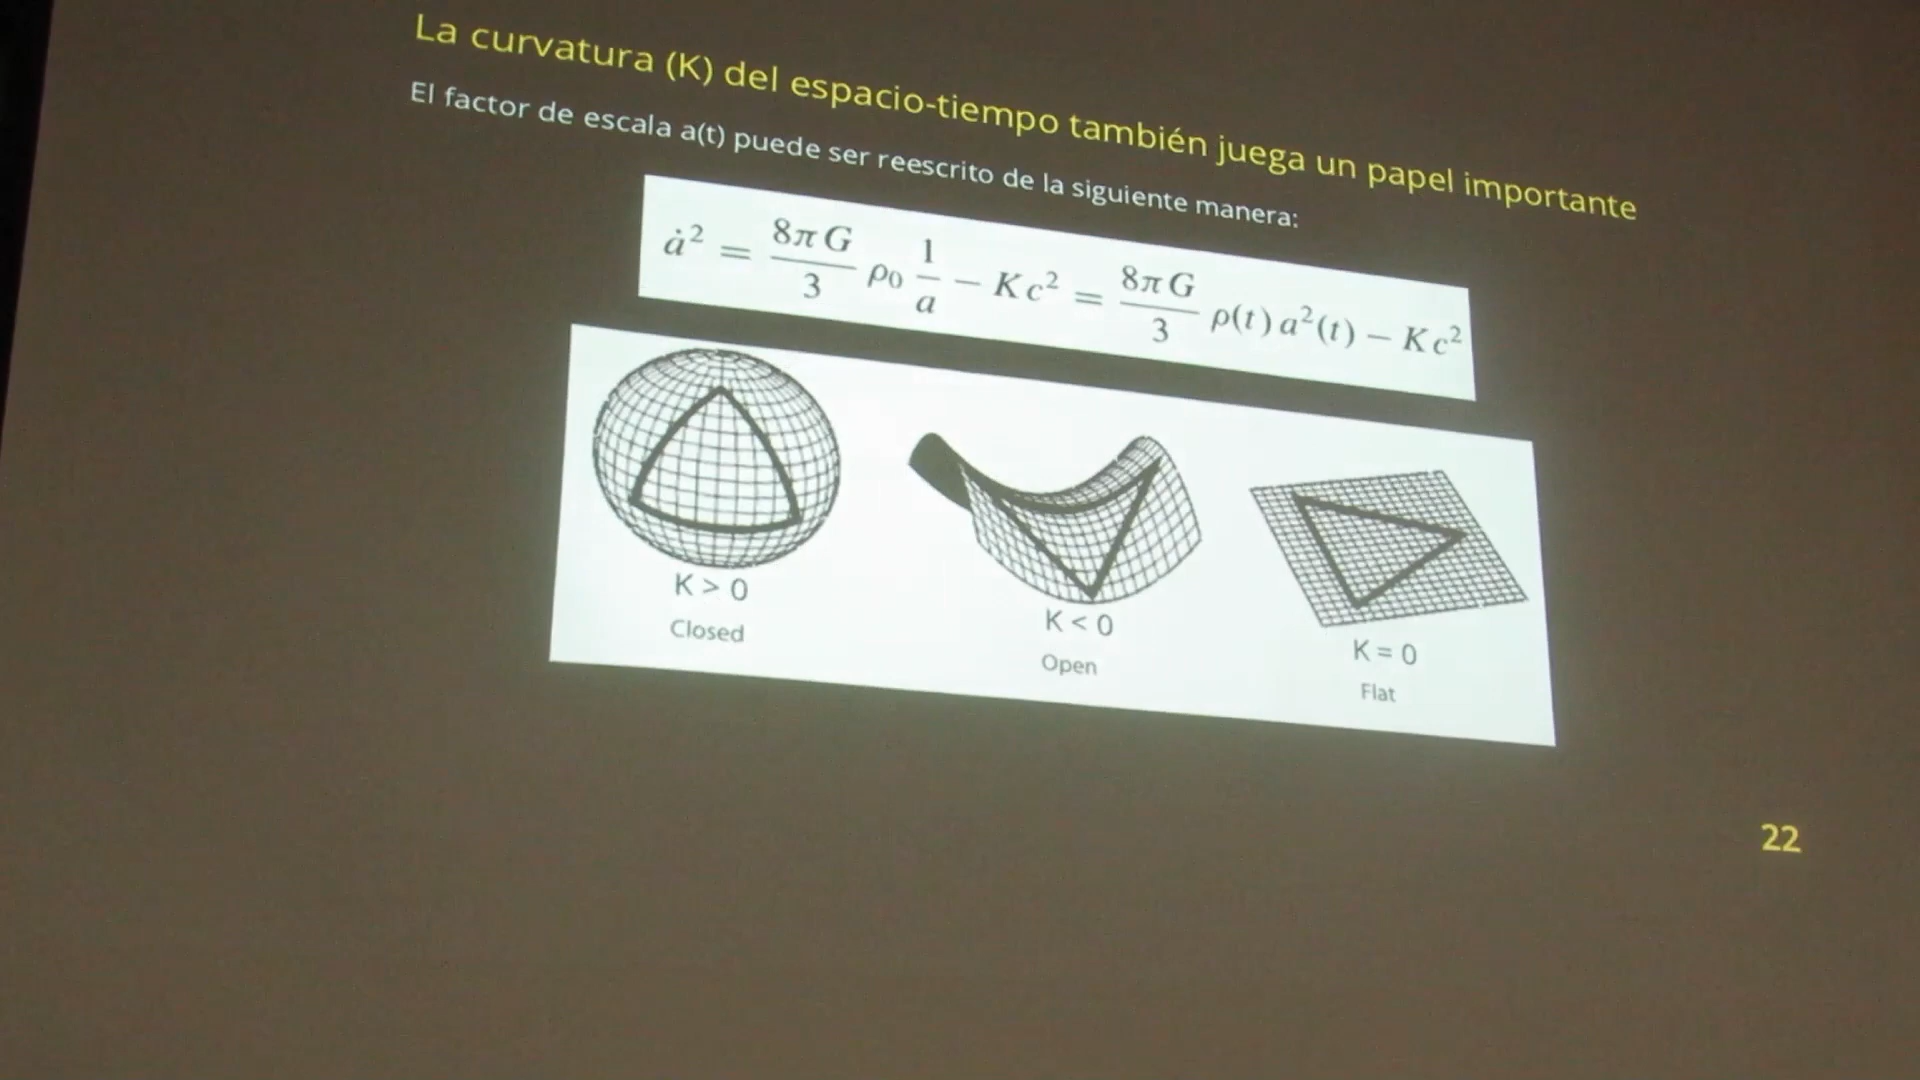 La curvatura (K) del espacio-tiempo también juega un papel importante
El factor de escala a(t) puede ser reescrito de la siguiente manera:
ȧ² = 8πG/3 ρ₀ 1/a − Kc² = 8πG/3 ρ(t) a²(t) − Kc²
K > 0
Closed
K < 0
Open
K = 0
Flat
22